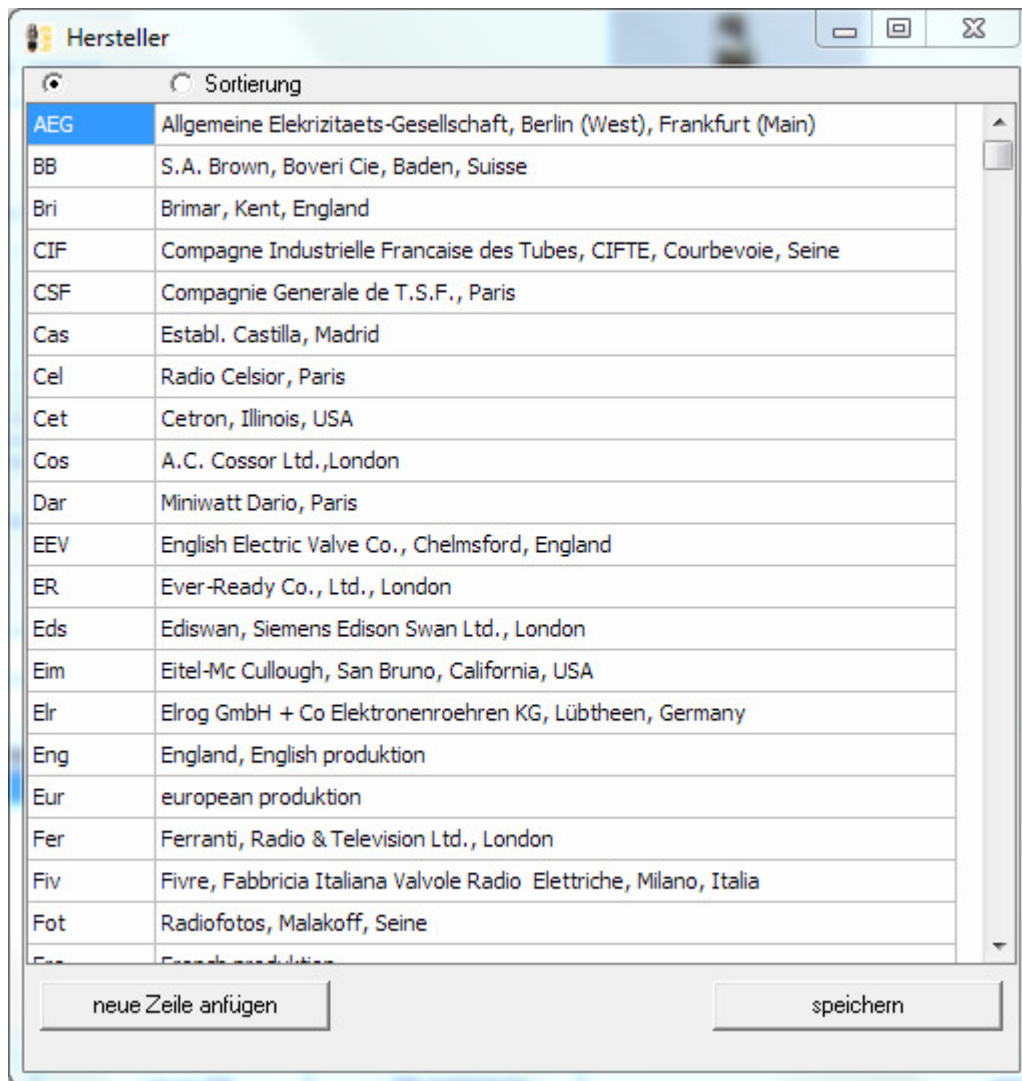 Hersteller
Sortierung
AEG Allgemeine Elekrizitaets-Gesellschaft, Berlin (West), Frankfurt (Main)
BB S.A. Brown, Boveri Cie, Baden, Suisse
Bri Brimar, Kent, England
CIF Compagne Industrielle Francaise des Tubes, CIFTE, Courbevoie, Seine
CSF Compagnie Generale de T.S.F., Paris
Cas Establ. Castilla, Madrid
Cel Radio Celsior, Paris
Cet Cetron, Illinois, USA
Cos A.C. Cossor Ltd.,London
Dar Miniwatt Dario, Paris
EEV English Electric Valve Co., Chelmsford, England
ER Ever-Ready Co., Ltd., London
Eds Ediswan, Siemens Edison Swan Ltd., London
Eim Eitel-Mc Cullough, San Bruno, California, USA
Elr Elrog GmbH + Co Elektronenroehren KG, Lübtheen, Germany
Eng England, English produktion
Eur european produktion
Fer Ferranti, Radio & Television Ltd., London
Fiv Fivre, Fabbricia Italiana Valvole Radio  Elettriche, Milano, Italia
Fot Radiofotos, Malakoff, Seine
neue Zeile anfügen speichern